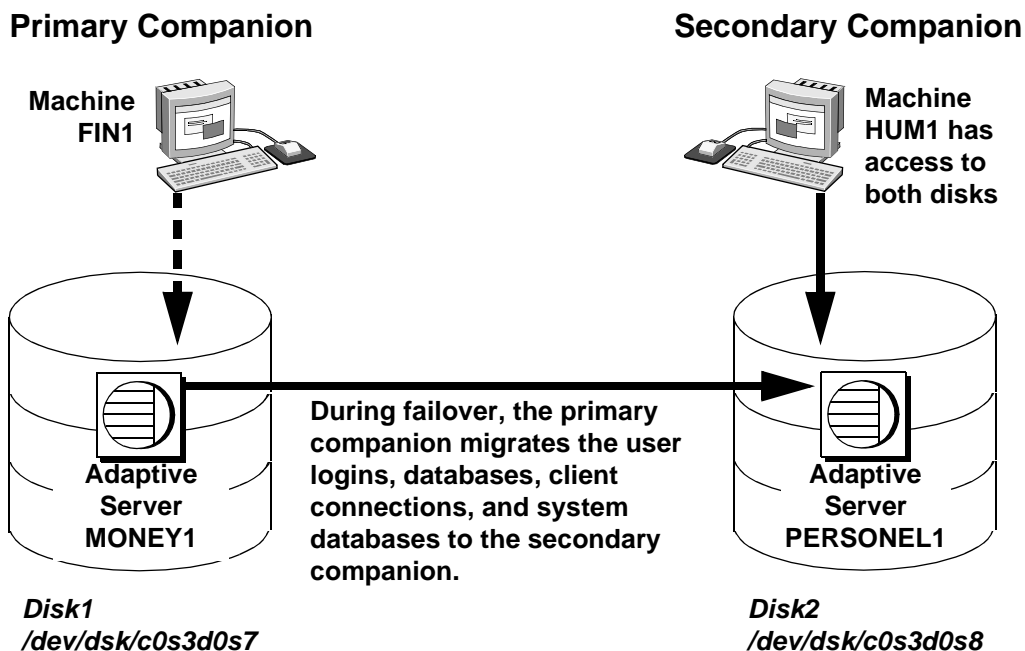 Primary Companion
Secondary Companion
Machine
FIN1
Machine
HUM1 has
access to
both disks
During failover, the primary
companion migrates the user
logins, databases, client
connections, and system
databases to the secondary
companion.
Adaptive
Server
MONEY1
Adaptive
Server
PERSONEL1
Disk1
/dev/dsk/c0s3d0s7
Disk2
/dev/dsk/c0s3d0s8